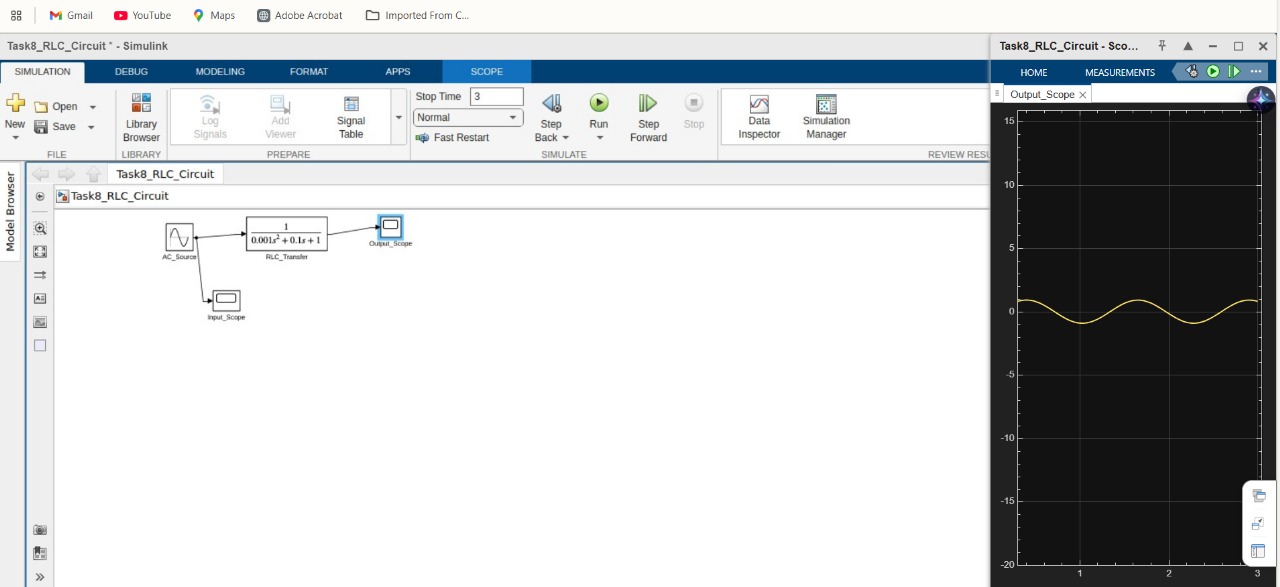 Gmail
YouTube
Maps
Adobe Acrobat
Imported From C...
Task8_RLC_Circuit * - Simulink
SIMULATION
DEBUG
MODELING
FORMAT
APPS
SCOPE
New
Open
Save
FILE
Library
Browser
LIBRARY
Log
Signals
Add
Viewer
Signal
Table
PREPARE
Stop Time 3
Normal
Fast Restart
Step
Back
Run
Step
Forward
Stop
SIMULATE
Data
Inspector
Simulation
Manager
REVIEW RESU
Model Browser
Task8_RLC_Circuit
Task8_RLC_Circuit
AC_Source
1
0.001s² + 0.1s + 1
RLC_Transfer
Output_Scope
Input_Scope
Task8_RLC_Circuit - Sco...
HOME
MEASUREMENTS
Output_Scope
15
10
5
0
-5
-10
-15
-20
1
2
3